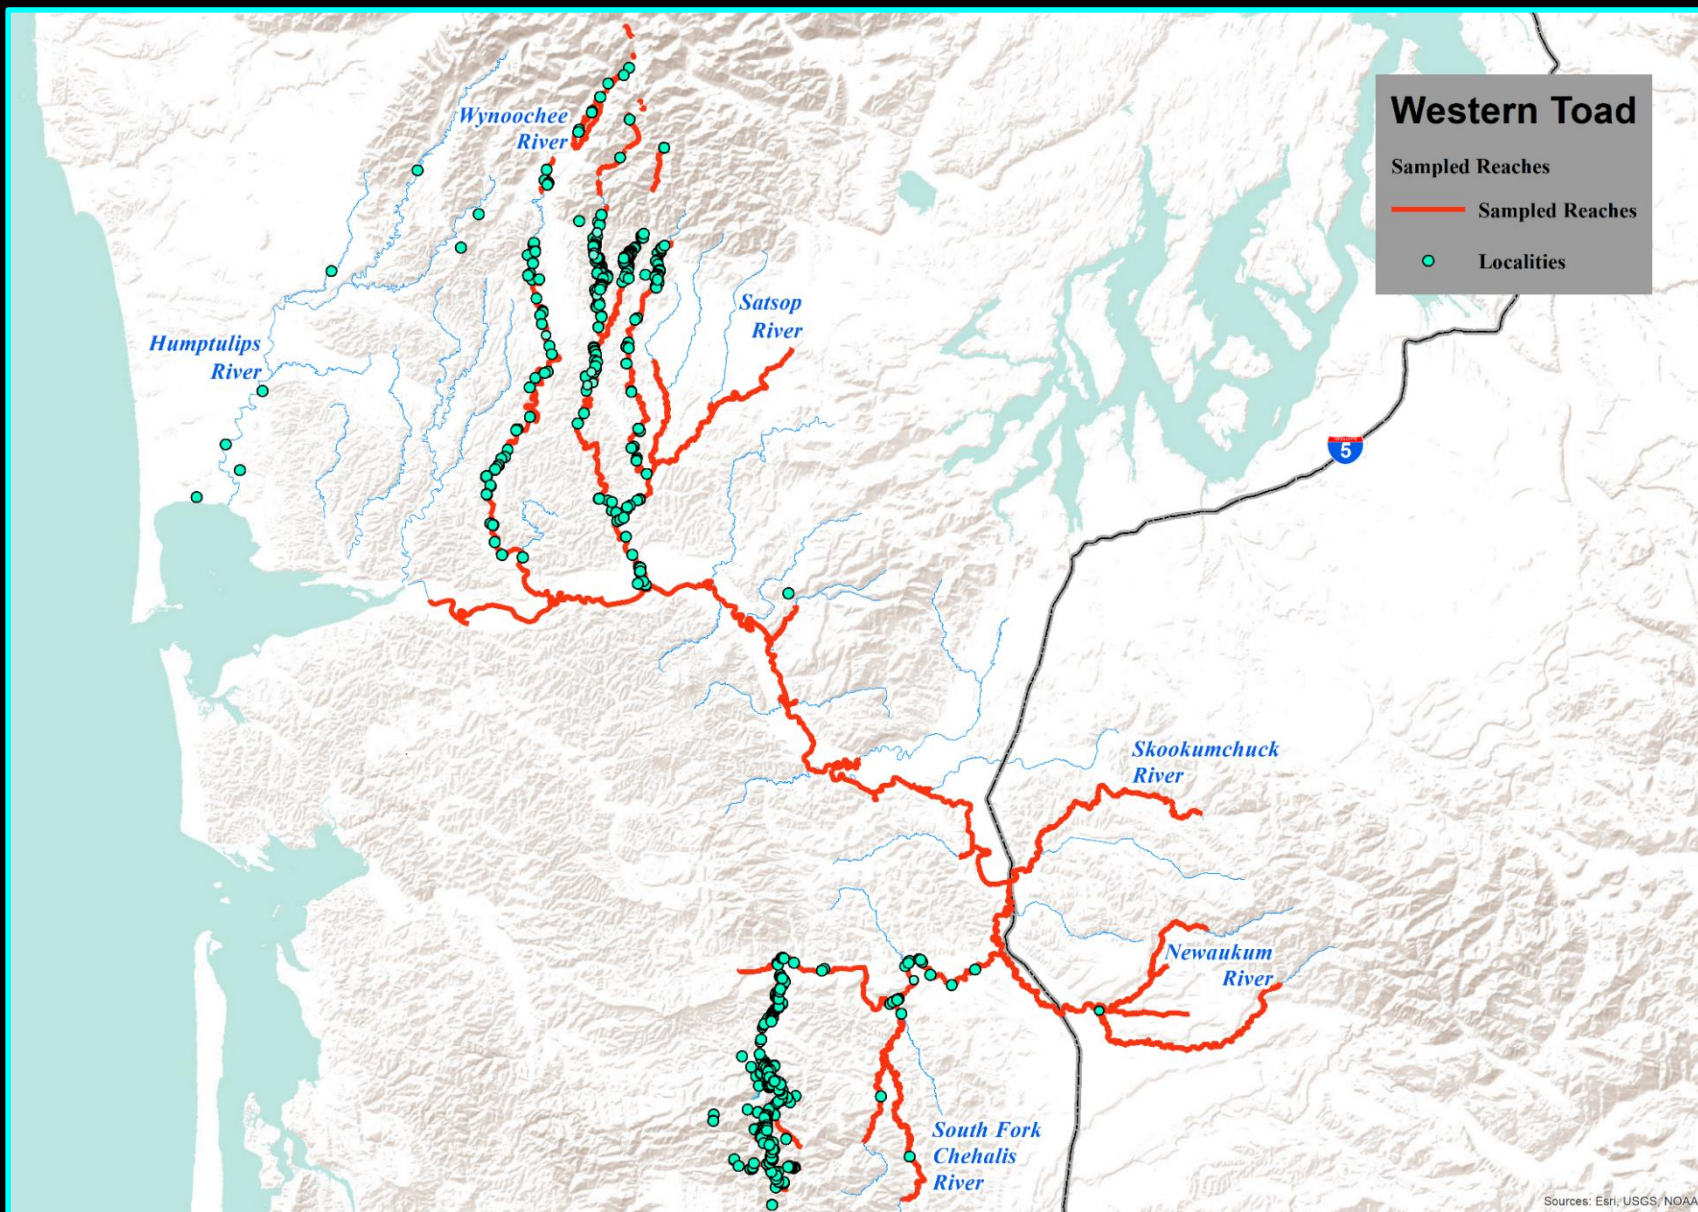 Western Toad
Sampled Reaches
Sampled Reaches
Localities
Wynoochee
River
Satsop
River
Humptulips
River
5
Skookumchuck
River
Newaukum
River
South Fork
Chehalis
River
Sources: Esri, USGS, NOAA